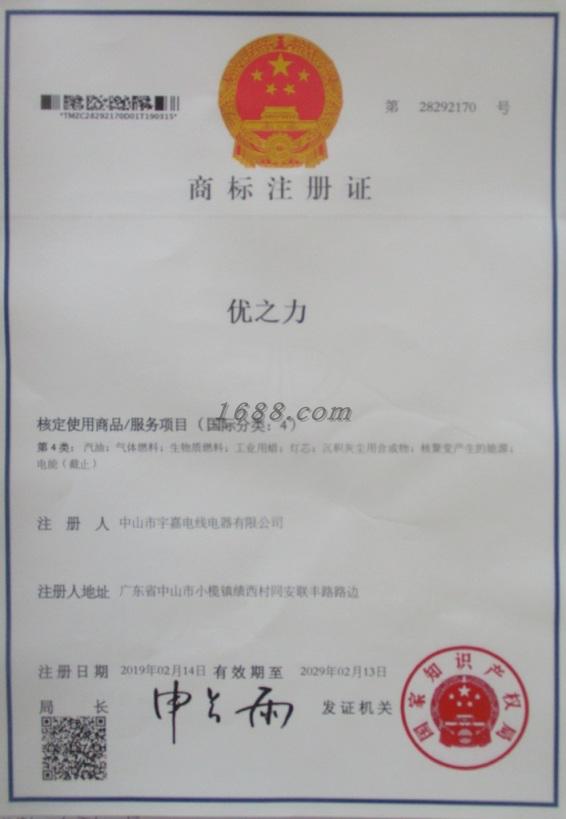 *TMZC28292170D01T190315*
第 28292170 号
商标注册证
优之力
1688.com
核定使用商品/服务项目（国际分类：4）
第4类：汽油；气体燃料；生物质燃料；工业用蜡；灯芯；沉积灰尘用合成物；核聚变产生的能源；
电能（截止）
注册人 中山市宇嘉电线电器有限公司
注册人地址 广东省中山市小榄镇绩西村同安联丰路路边
注册日期 2019年02月14日 有效期至 2029年02月13日
局长 申长雨 发证机关
国家知识产权局